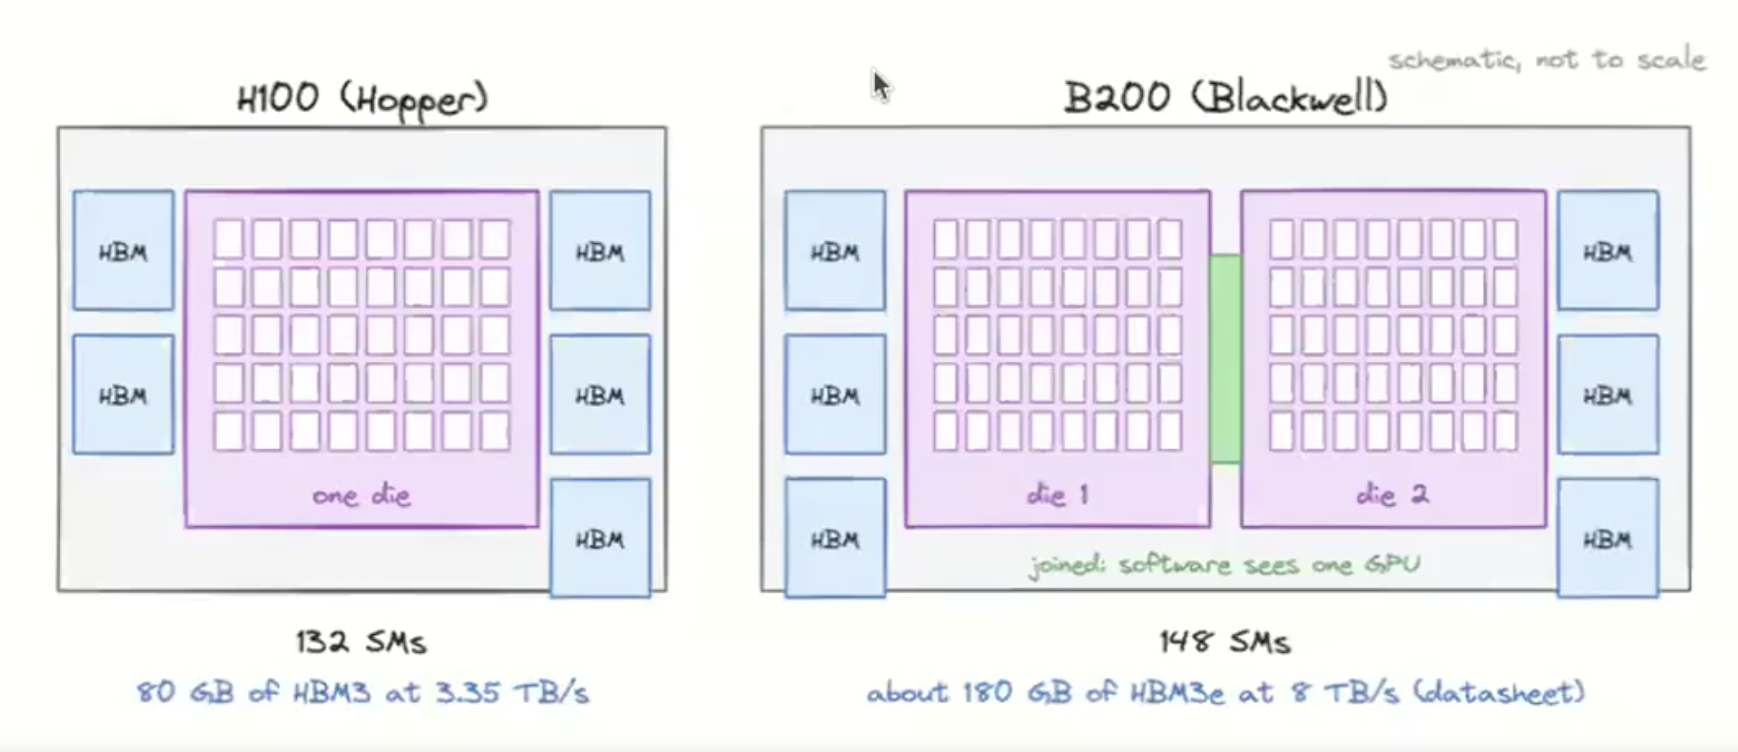 schematic, not to scale
H100 (Hopper)
B200 (Blackwell)
HBM
HBM
HBM
HBM
HBM
one die
132 SMs
80 GB of HBM3 at 3.35 TB/s
HBM
HBM
HBM
HBM
HBM
HBM
die 1
die 2
joined: software sees one GPU
148 SMs
about 180 GB of HBM3e at 8 TB/s (datasheet)